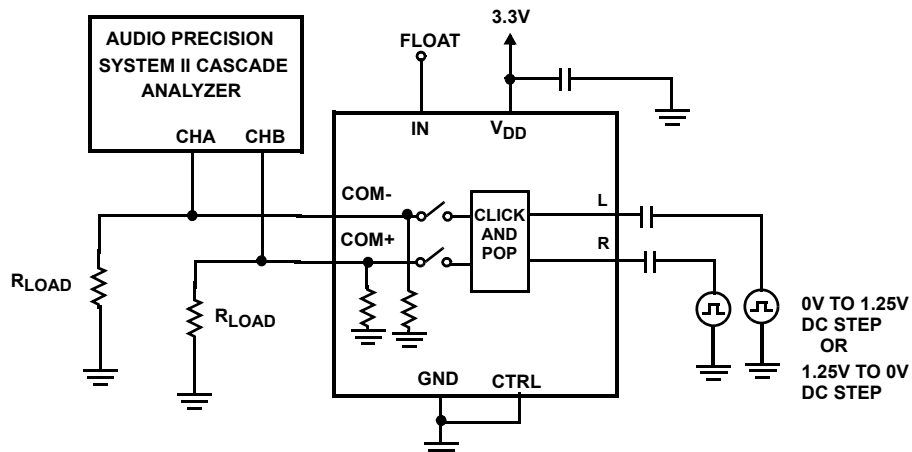 AUDIO PRECISION
SYSTEM II CASCADE
ANALYZER
CHA
CHB
FLOAT
3.3V
IN
VDD
COM-
COM+
CLICK
AND
POP
L
R
RLOAD
RLOAD
0V TO 1.25V
DC STEP
OR
1.25V TO 0V
DC STEP
GND
CTRL